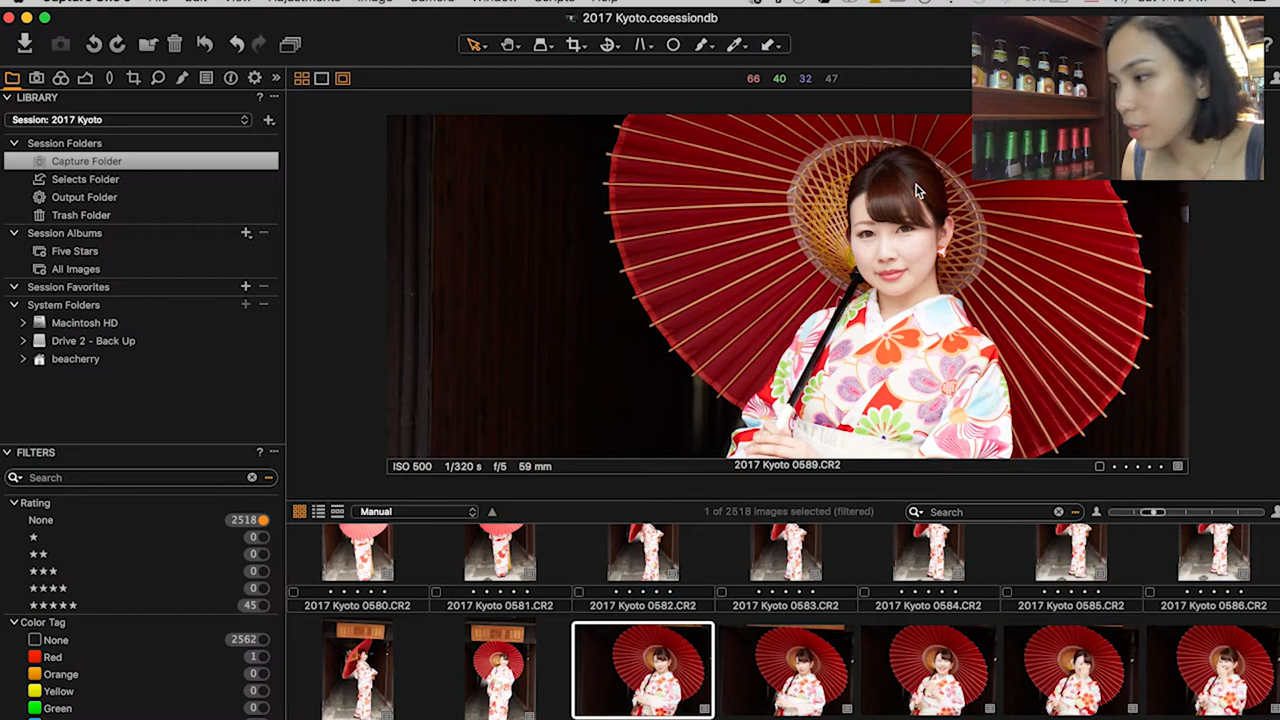 2017 Kyoto.cosessiondb
66 40 32 47
LIBRARY ?
Session: 2017 Kyoto
Session Folders
Capture Folder
Selects Folder
Output Folder
Trash Folder
Session Albums
Five Stars
All Images
Session Favorites
System Folders
Macintosh HD
Drive 2 - Back Up
beacherry
ISO 500 1/320 s f/5 59 mm 2017 Kyoto 0589.CR2
FILTERS ?
Search
Rating
None 2518
0
0
0
0
45
Color Tag
None 2562
Red 1
Orange 0
Yellow 0
Green 0
Manual 1 of 2518 images selected (filtered) Search
2017 Kyoto 0580.CR2 2017 Kyoto 0581.CR2 2017 Kyoto 0582.CR2 2017 Kyoto 0583.CR2 2017 Kyoto 0584.CR2 2017 Kyoto 0585.CR2 2017 Kyoto 0586.CR2